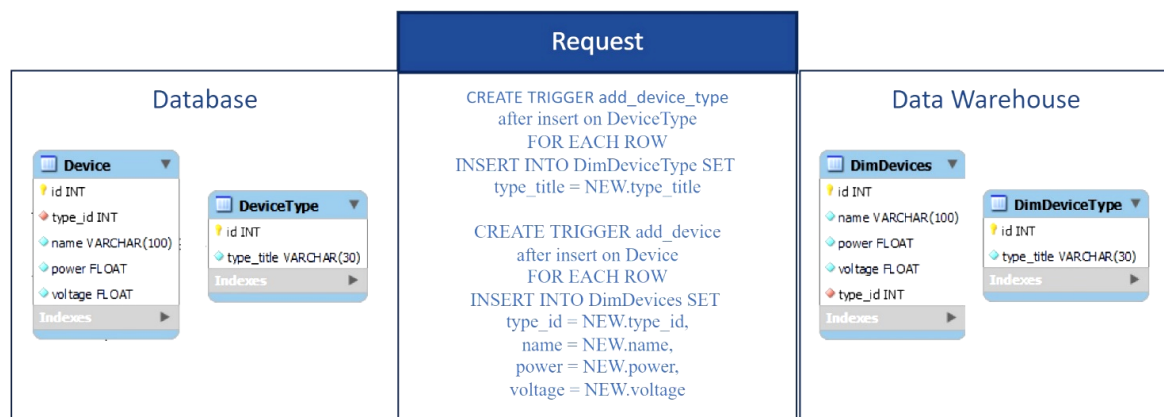 Request
Database
Device
id INT
type_id INT
name VARCHAR(100)
power FLOAT
voltage FLOAT
Indexes
DeviceType
id INT
type_title VARCHAR(30)
Indexes
CREATE TRIGGER add_device_type
after insert on DeviceType
FOR EACH ROW
INSERT INTO DimDeviceType SET
type_title = NEW.type_title
CREATE TRIGGER add_device
after insert on Device
FOR EACH ROW
INSERT INTO DimDevices SET
type_id = NEW.type_id,
name = NEW.name,
power = NEW.power,
voltage = NEW.voltage
Data Warehouse
DimDevices
id INT
name VARCHAR(100)
power FLOAT
voltage FLOAT
type_id INT
Indexes
DimDeviceType
id INT
type_title VARCHAR(30)
Indexes